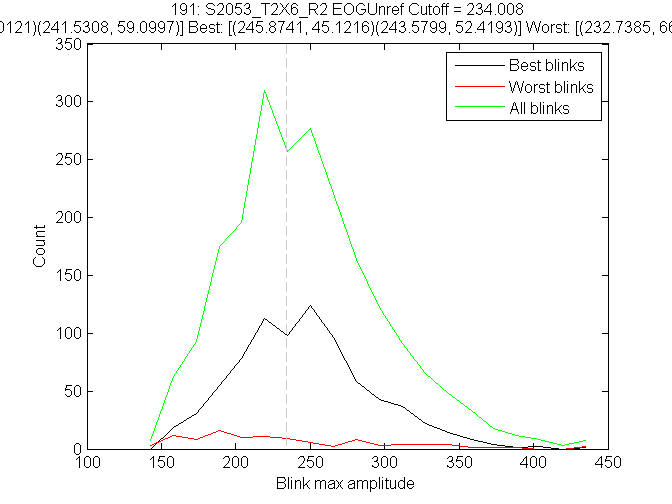 191: S2053_T2X6_R2 EOGUnref Cutoff = 234.008
0121)(241.5308, 59.0997)] Best: [(245.8741, 45.1216)(243.5799, 52.4193)] Worst: [(232.7385, 66
350
300
250
200
150
100
50
0
Count
Best blinks
Worst blinks
All blinks
100
150
200
250
300
350
400
450
Blink max amplitude